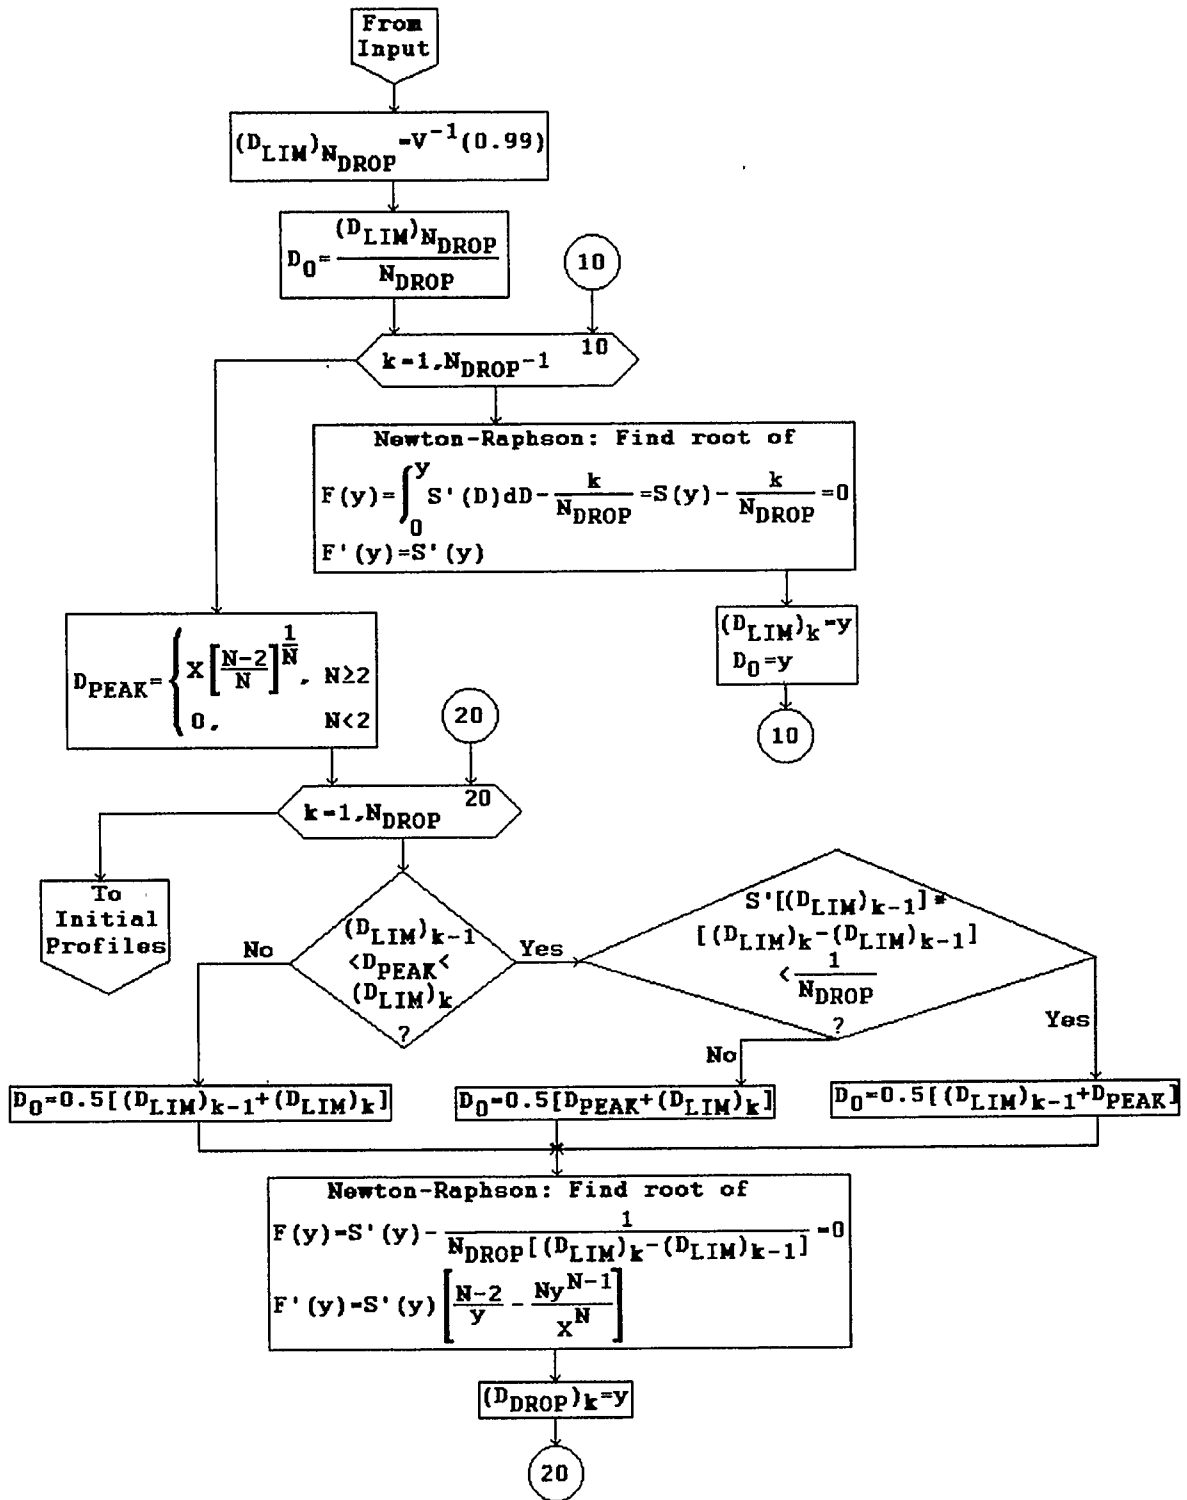 From
Input
(D_LIM)_N_DROP=V^-1(0.99)
D_0=(D_LIM)_N_DROP/N_DROP
10
k=1,N_DROP-1 10
Newton-Raphson: Find root of
F(y)=∫_0^y S'(D)dD-k/N_DROP=S(y)-k/N_DROP=0
F'(y)=S'(y)
(D_LIM)_k=y
D_0=y
10
D_PEAK={X[(N-2)/N]^(1/N), N≥2
0, N<2
20
k=1,N_DROP 20
To
Initial
Profiles
(D_LIM)_k-1
<D_PEAK<
(D_LIM)_k
?
No
Yes
S'[(D_LIM)_k-1]*
[(D_LIM)_k-(D_LIM)_k-1]
<1/N_DROP
?
No
Yes
D_0=0.5[(D_LIM)_k-1+(D_LIM)_k]
D_0=0.5[D_PEAK+(D_LIM)_k]
D_0=0.5[(D_LIM)_k-1+D_PEAK]
Newton-Raphson: Find root of
F(y)=S'(y)-1/N_DROP[(D_LIM)_k-(D_LIM)_k-1]=0
F'(y)=S'(y)[(N-2)/y-Ny^(N-1)/X^N]
(D_DROP)_k=y
20